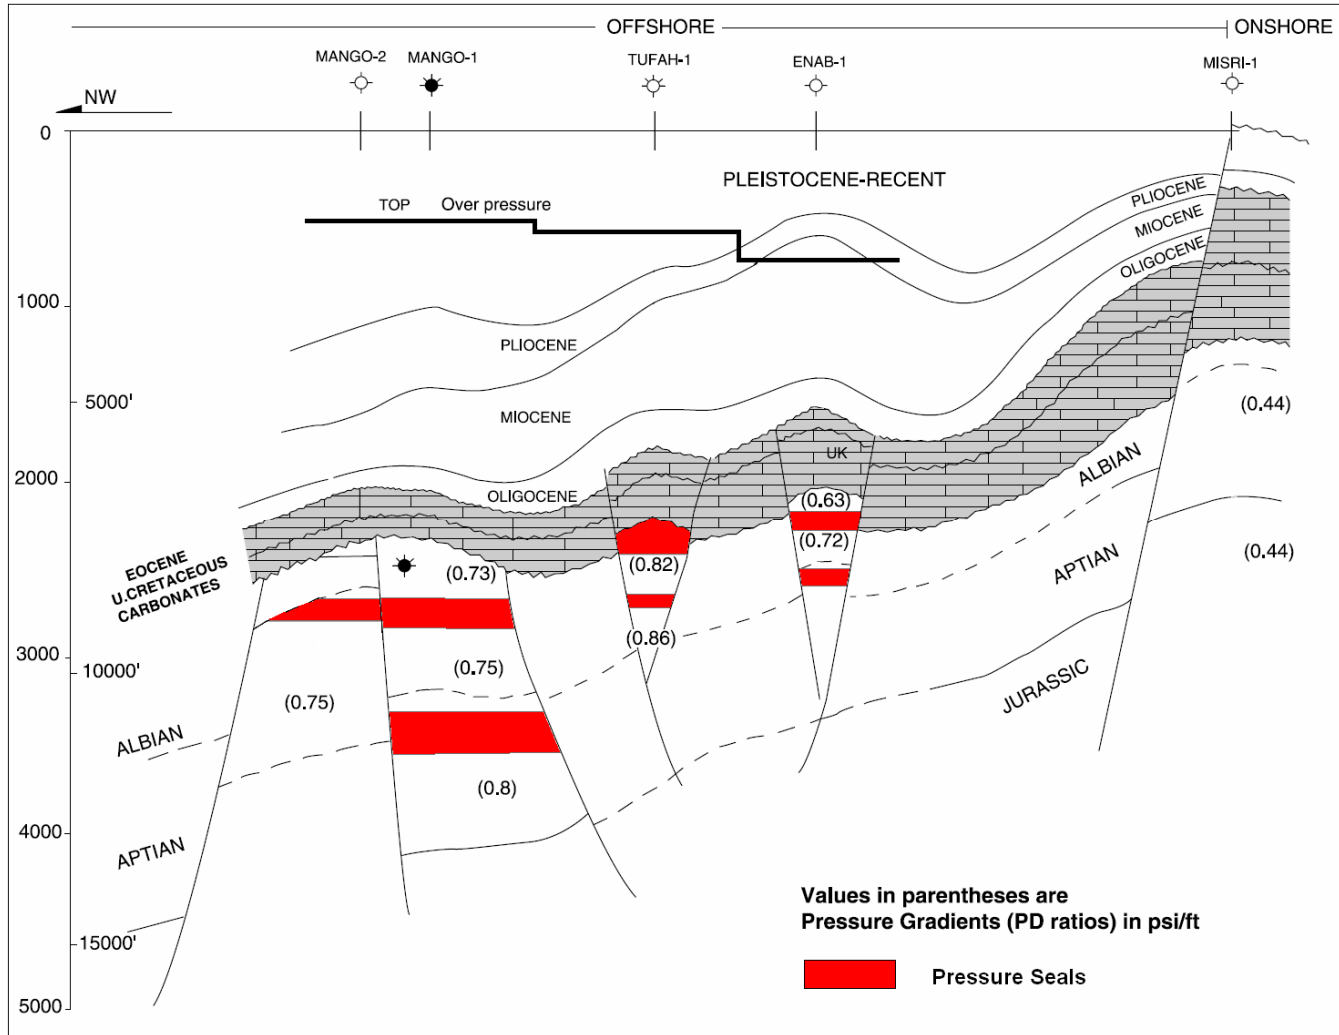 OFFSHORE
ONSHORE
MANGO-2
MANGO-1
TUFAH-1
ENAB-1
MISRI-1
NW
0
PLEISTOCENE-RECENT
TOP
Over pressure
PLIOCENE
MIOCENE
OLIGOCENE
1000
PLIOCENE
5000'
MIOCENE
(0.44)
UK
ALBIAN
2000
OLIGOCENE
(0.63)
(0.72)
EOCENE
U.CRETACEOUS
CARBONATES
(0.73)
(0.82)
APTIAN
(0.44)
(0.86)
3000
10000'
(0.75)
(0.75)
JURASSIC
ALBIAN
(0.8)
4000
APTIAN
Values in parentheses are
Pressure Gradients (PD ratios) in psi/ft
15000'
Pressure Seals
5000